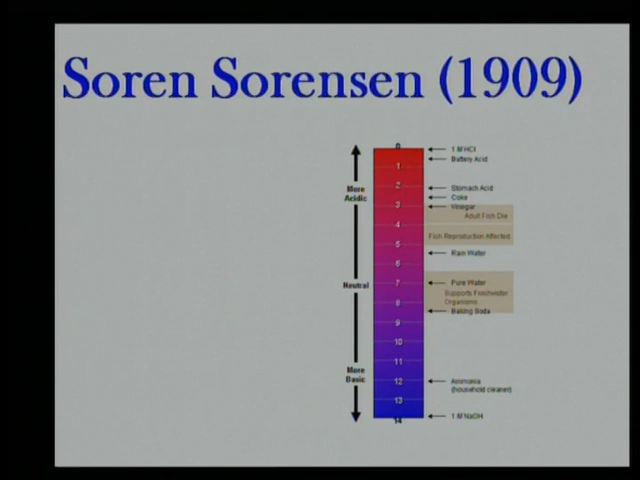 Soren Sorensen (1909)
0
1 M HCl
1
Battery Acid
More
Acidic
2
Stomach Acid
Coke
3
Vinegar
Adult Fish Die
4
Fish Reproduction Affected
5
Rain Water
6
Neutral
7
Pure Water
Supports Freshwater
Organisms
8
Baking Soda
9
10
11
More
Basic
12
Ammonia
(household cleaner)
13
14
1 M NaOH